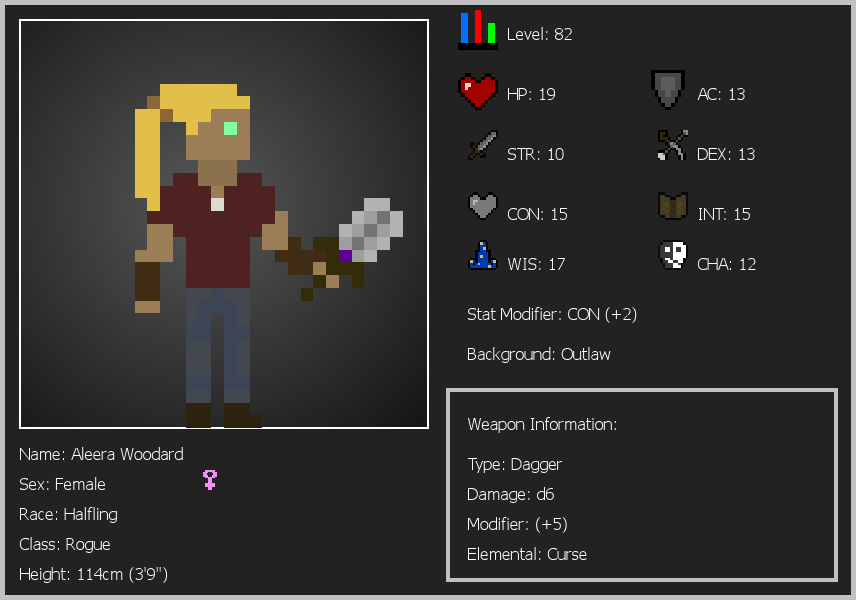 Level: 82
HP: 19
AC: 13
STR: 10
DEX: 13
CON: 15
INT: 15
WIS: 17
CHA: 12
Stat Modifier: CON (+2)
Background: Outlaw
Weapon Information:
Type: Dagger
Damage: d6
Modifier: (+5)
Elemental: Curse
Name: Aleera Woodard
Sex: Female
Race: Halfling
Class: Rogue
Height: 114cm (3'9")